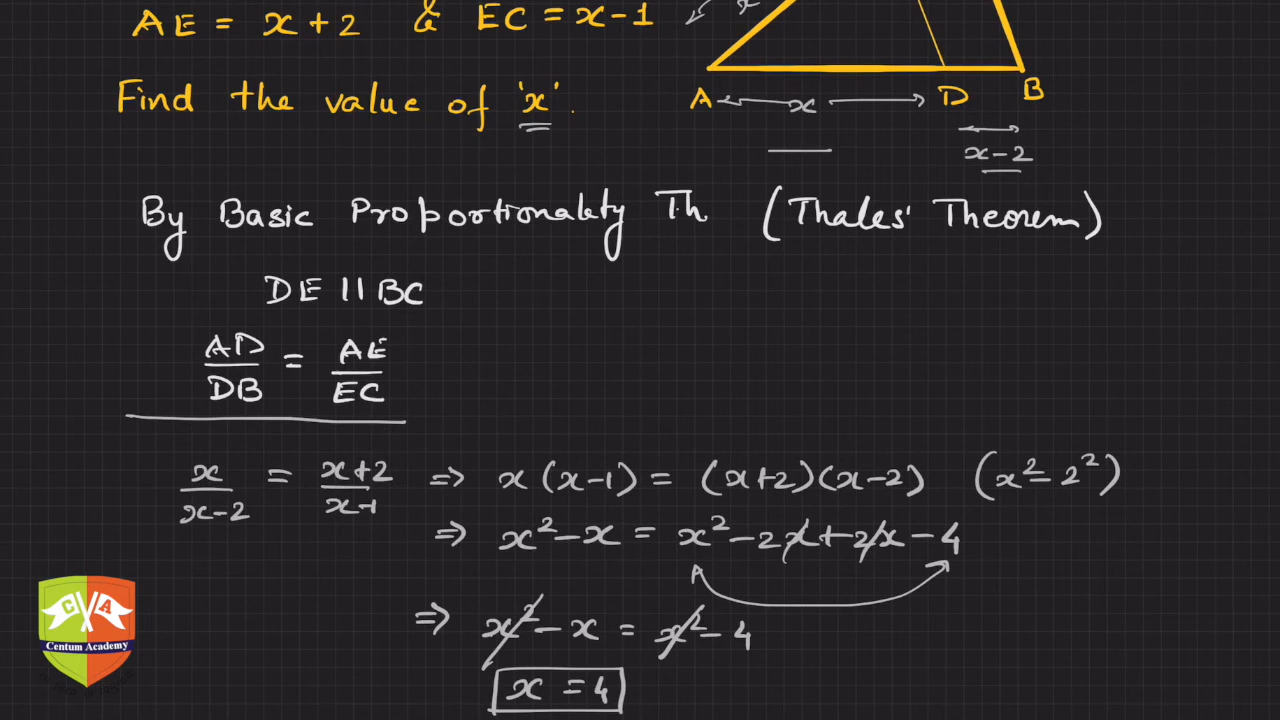 AE = x+2 & EC = x-1
x
Find the value of 'x'.
A x D B
x-2
By Basic Proportionality Th (Thales' Theorem)
DE || BC
AD/DB = AE/EC
x/x-2 = x+2/x-1 => x(x-1) = (x+2)(x-2) (x²-2²)
=> x²-x = x²-2x+2x-4
=> x²-x = x²-4
x = 4
CA
Centum Academy